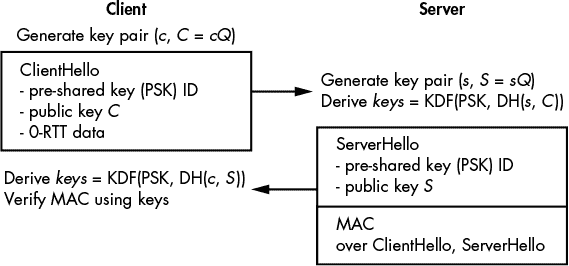 Client
Server
Generate key pair (c, C = cQ)
ClientHello
- pre-shared key (PSK) ID
- public key C
- 0-RTT data
Generate key pair (s, S = sQ)
Derive keys = KDF(PSK, DH(s, C))
ServerHello
- pre-shared key (PSK) ID
- public key S
Derive keys = KDF(PSK, DH(c, S))
Verify MAC using keys
MAC
over ClientHello, ServerHello